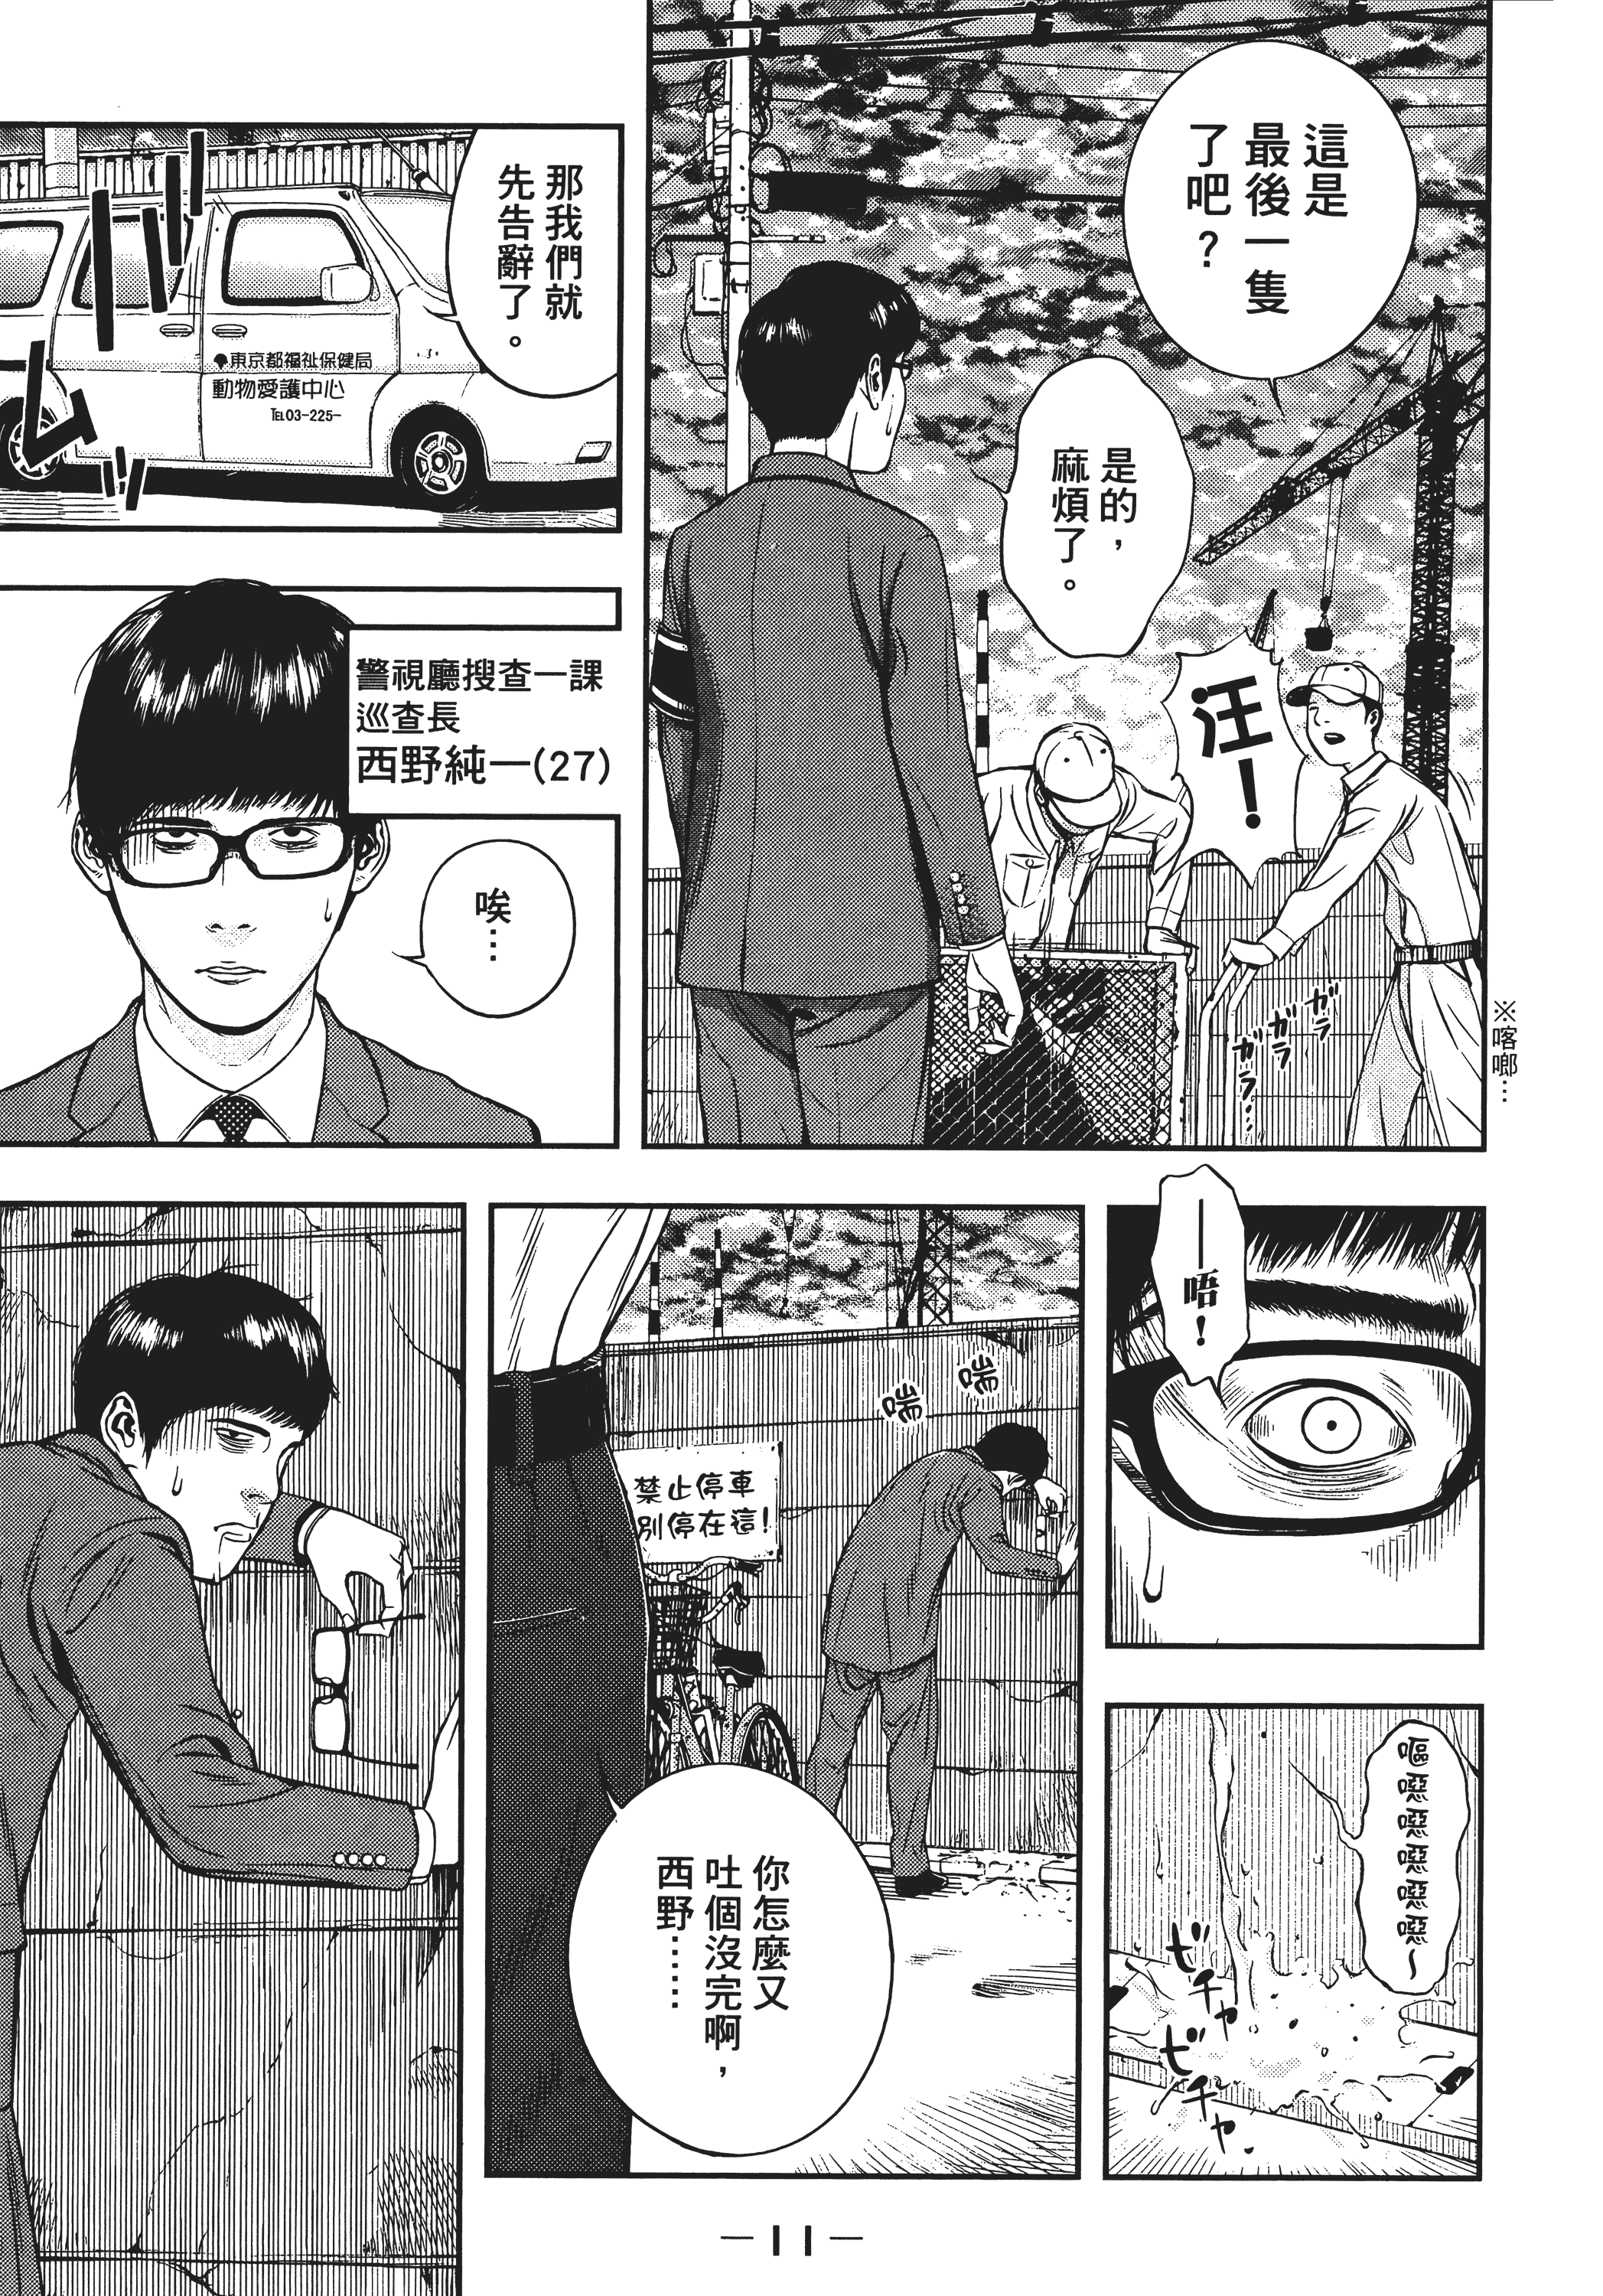 這是
最後一隻
了吧?
是的,
麻煩了。
汪!
ガラ
ガラ
ガラ…
※喀啷…
那我們就
先告辭了。
東京都福祉保健局
動物愛護中心
TEL03-225-
警視廳搜查一課
巡查長
西野純一(27)
唉…
——唔!
嘔噁噁噁噁噁~
ビチャ
ビチャ
喘
喘
禁止停車
別停在這!
你怎麼又
吐個沒完啊,
西野……
—11—